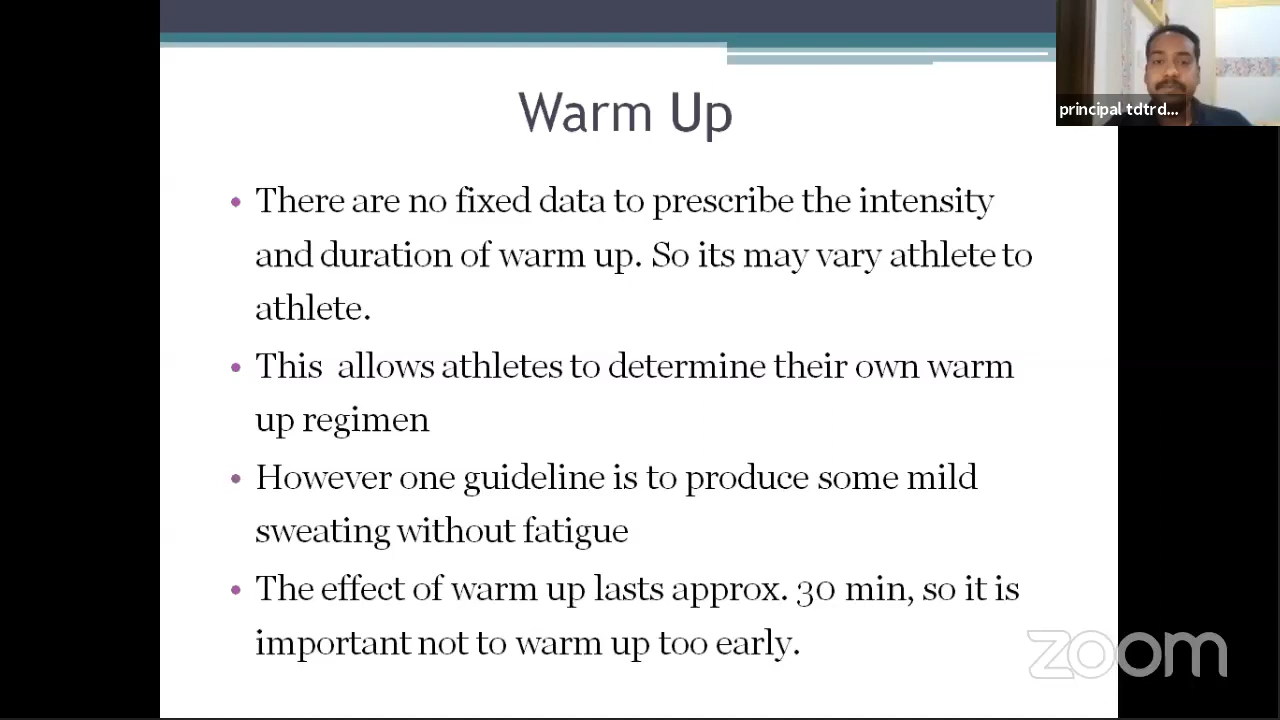 Warm Up
principal tdtrd...
• There are no fixed data to prescribe the intensity
and duration of warm up. So its may vary athlete to
athlete.
• This  allows athletes to determine their own warm
up regimen
• However one guideline is to produce some mild
sweating without fatigue
• The effect of warm up lasts approx. 30 min, so it is
important not to warm up too early.
zoom